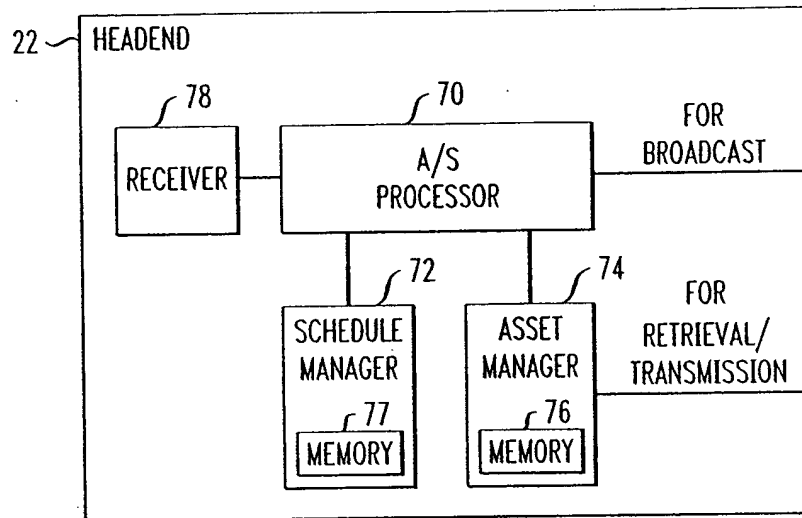 22
HEADEND
78
70
RECEIVER
A/S
PROCESSOR
FOR
BROADCAST
72
74
SCHEDULE
MANAGER
77
MEMORY
ASSET
MANAGER
76
MEMORY
FOR
RETRIEVAL/
TRANSMISSION